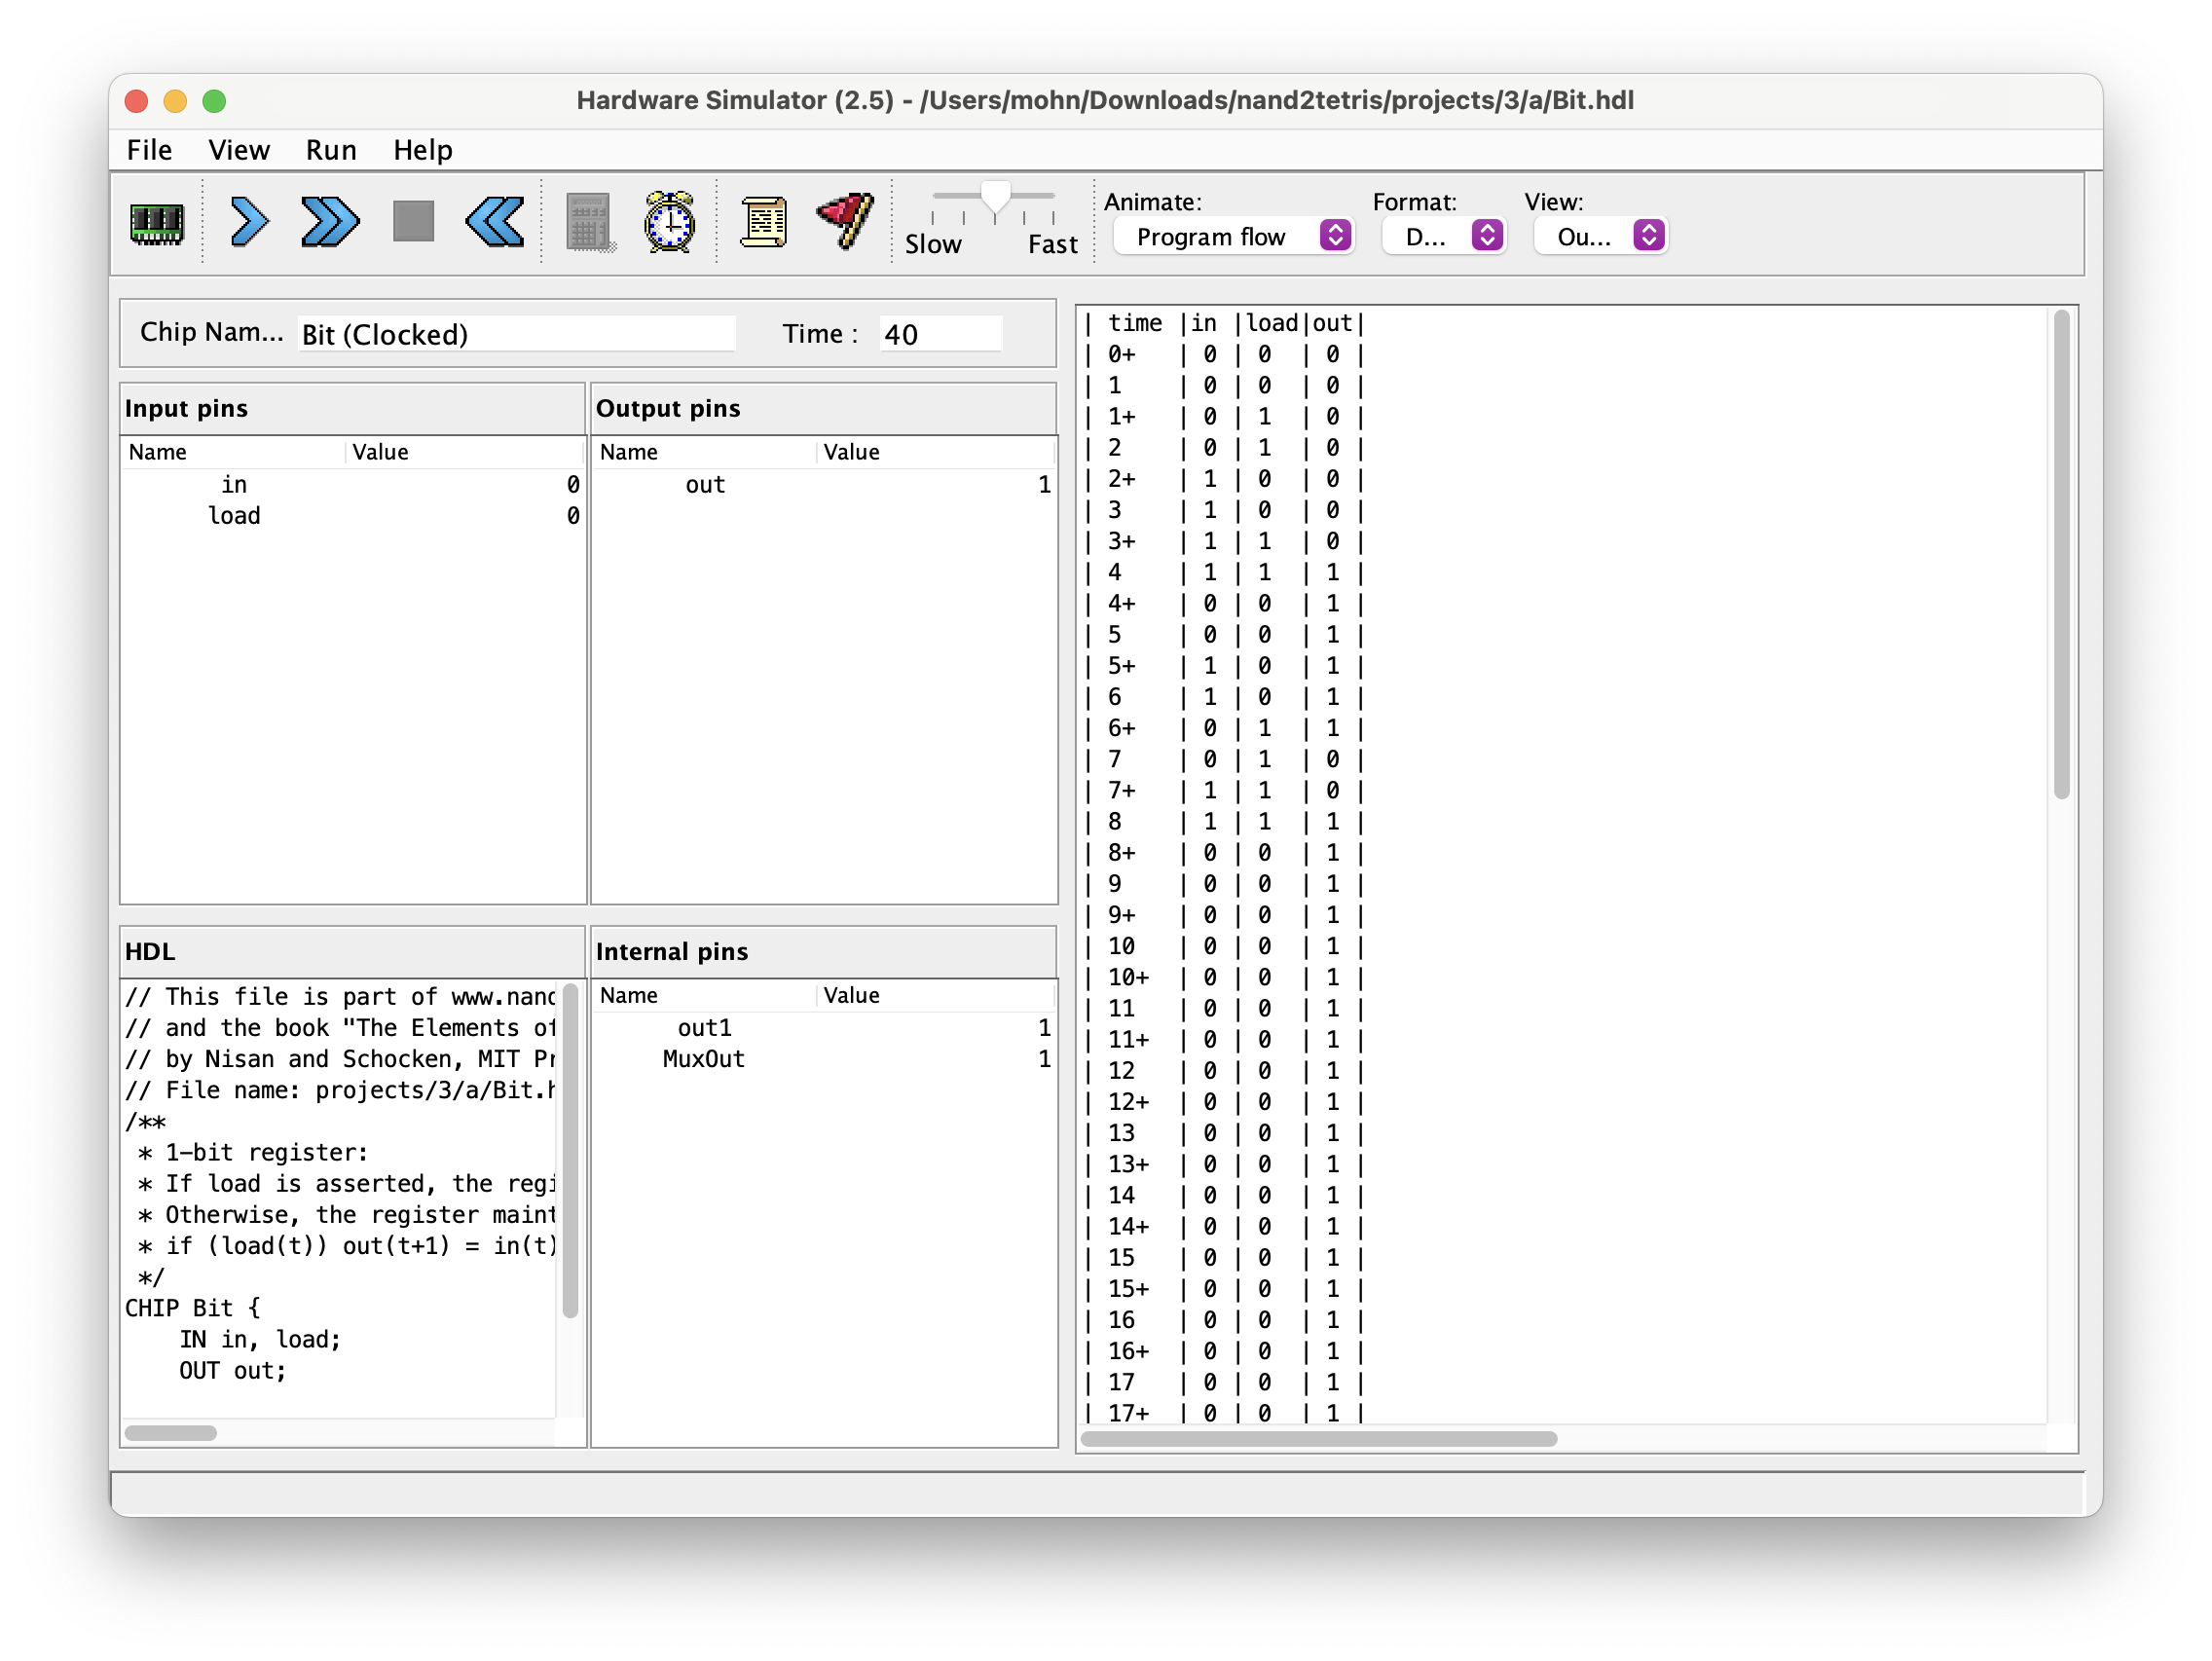 Hardware Simulator (2.5) - /Users/mohn/Downloads/nand2tetris/projects/3/a/Bit.hdl
File View Run Help
Slow Fast
Animate: Format: View:
Program flow D... Ou...
Chip Nam... Bit (Clocked) Time : 40
Input pins
Name Value
in 0
load 0
Output pins
Name Value
out 1
HDL
// This file is part of www.nand
// and the book "The Elements of
// by Nisan and Schocken, MIT Pr
// File name: projects/3/a/Bit.h
/**
 * 1-bit register:
 * If load is asserted, the regi
 * Otherwise, the register maint
 * if (load(t)) out(t+1) = in(t)
 */
CHIP Bit {
    IN in, load;
    OUT out;
Internal pins
Name Value
out1 1
MuxOut 1
| time |in |load|out|
| 0+   | 0 | 0  | 0 |
| 1    | 0 | 0  | 0 |
| 1+   | 0 | 1  | 0 |
| 2    | 0 | 1  | 0 |
| 2+   | 1 | 0  | 0 |
| 3    | 1 | 0  | 0 |
| 3+   | 1 | 1  | 0 |
| 4    | 1 | 1  | 1 |
| 4+   | 0 | 0  | 1 |
| 5    | 0 | 0  | 1 |
| 5+   | 1 | 0  | 1 |
| 6    | 1 | 0  | 1 |
| 6+   | 0 | 1  | 1 |
| 7    | 0 | 1  | 0 |
| 7+   | 1 | 1  | 0 |
| 8    | 1 | 1  | 1 |
| 8+   | 0 | 0  | 1 |
| 9    | 0 | 0  | 1 |
| 9+   | 0 | 0  | 1 |
| 10   | 0 | 0  | 1 |
| 10+  | 0 | 0  | 1 |
| 11   | 0 | 0  | 1 |
| 11+  | 0 | 0  | 1 |
| 12   | 0 | 0  | 1 |
| 12+  | 0 | 0  | 1 |
| 13   | 0 | 0  | 1 |
| 13+  | 0 | 0  | 1 |
| 14   | 0 | 0  | 1 |
| 14+  | 0 | 0  | 1 |
| 15   | 0 | 0  | 1 |
| 15+  | 0 | 0  | 1 |
| 16   | 0 | 0  | 1 |
| 16+  | 0 | 0  | 1 |
| 17   | 0 | 0  | 1 |
| 17+  | 0 | 0  | 1 |